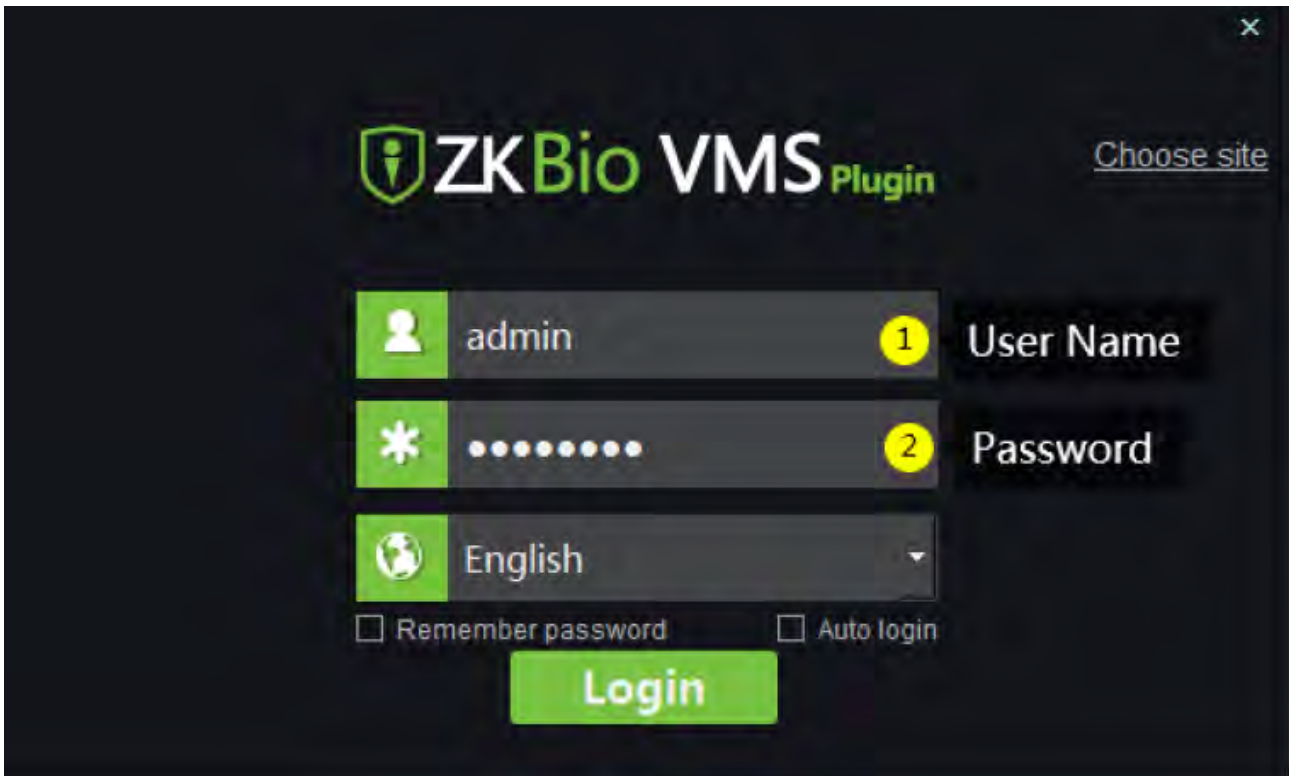 ×
ZKBio VMS Plugin
Choose site
admin 1 User Name
•••••••• 2 Password
English
Remember password Auto login
Login